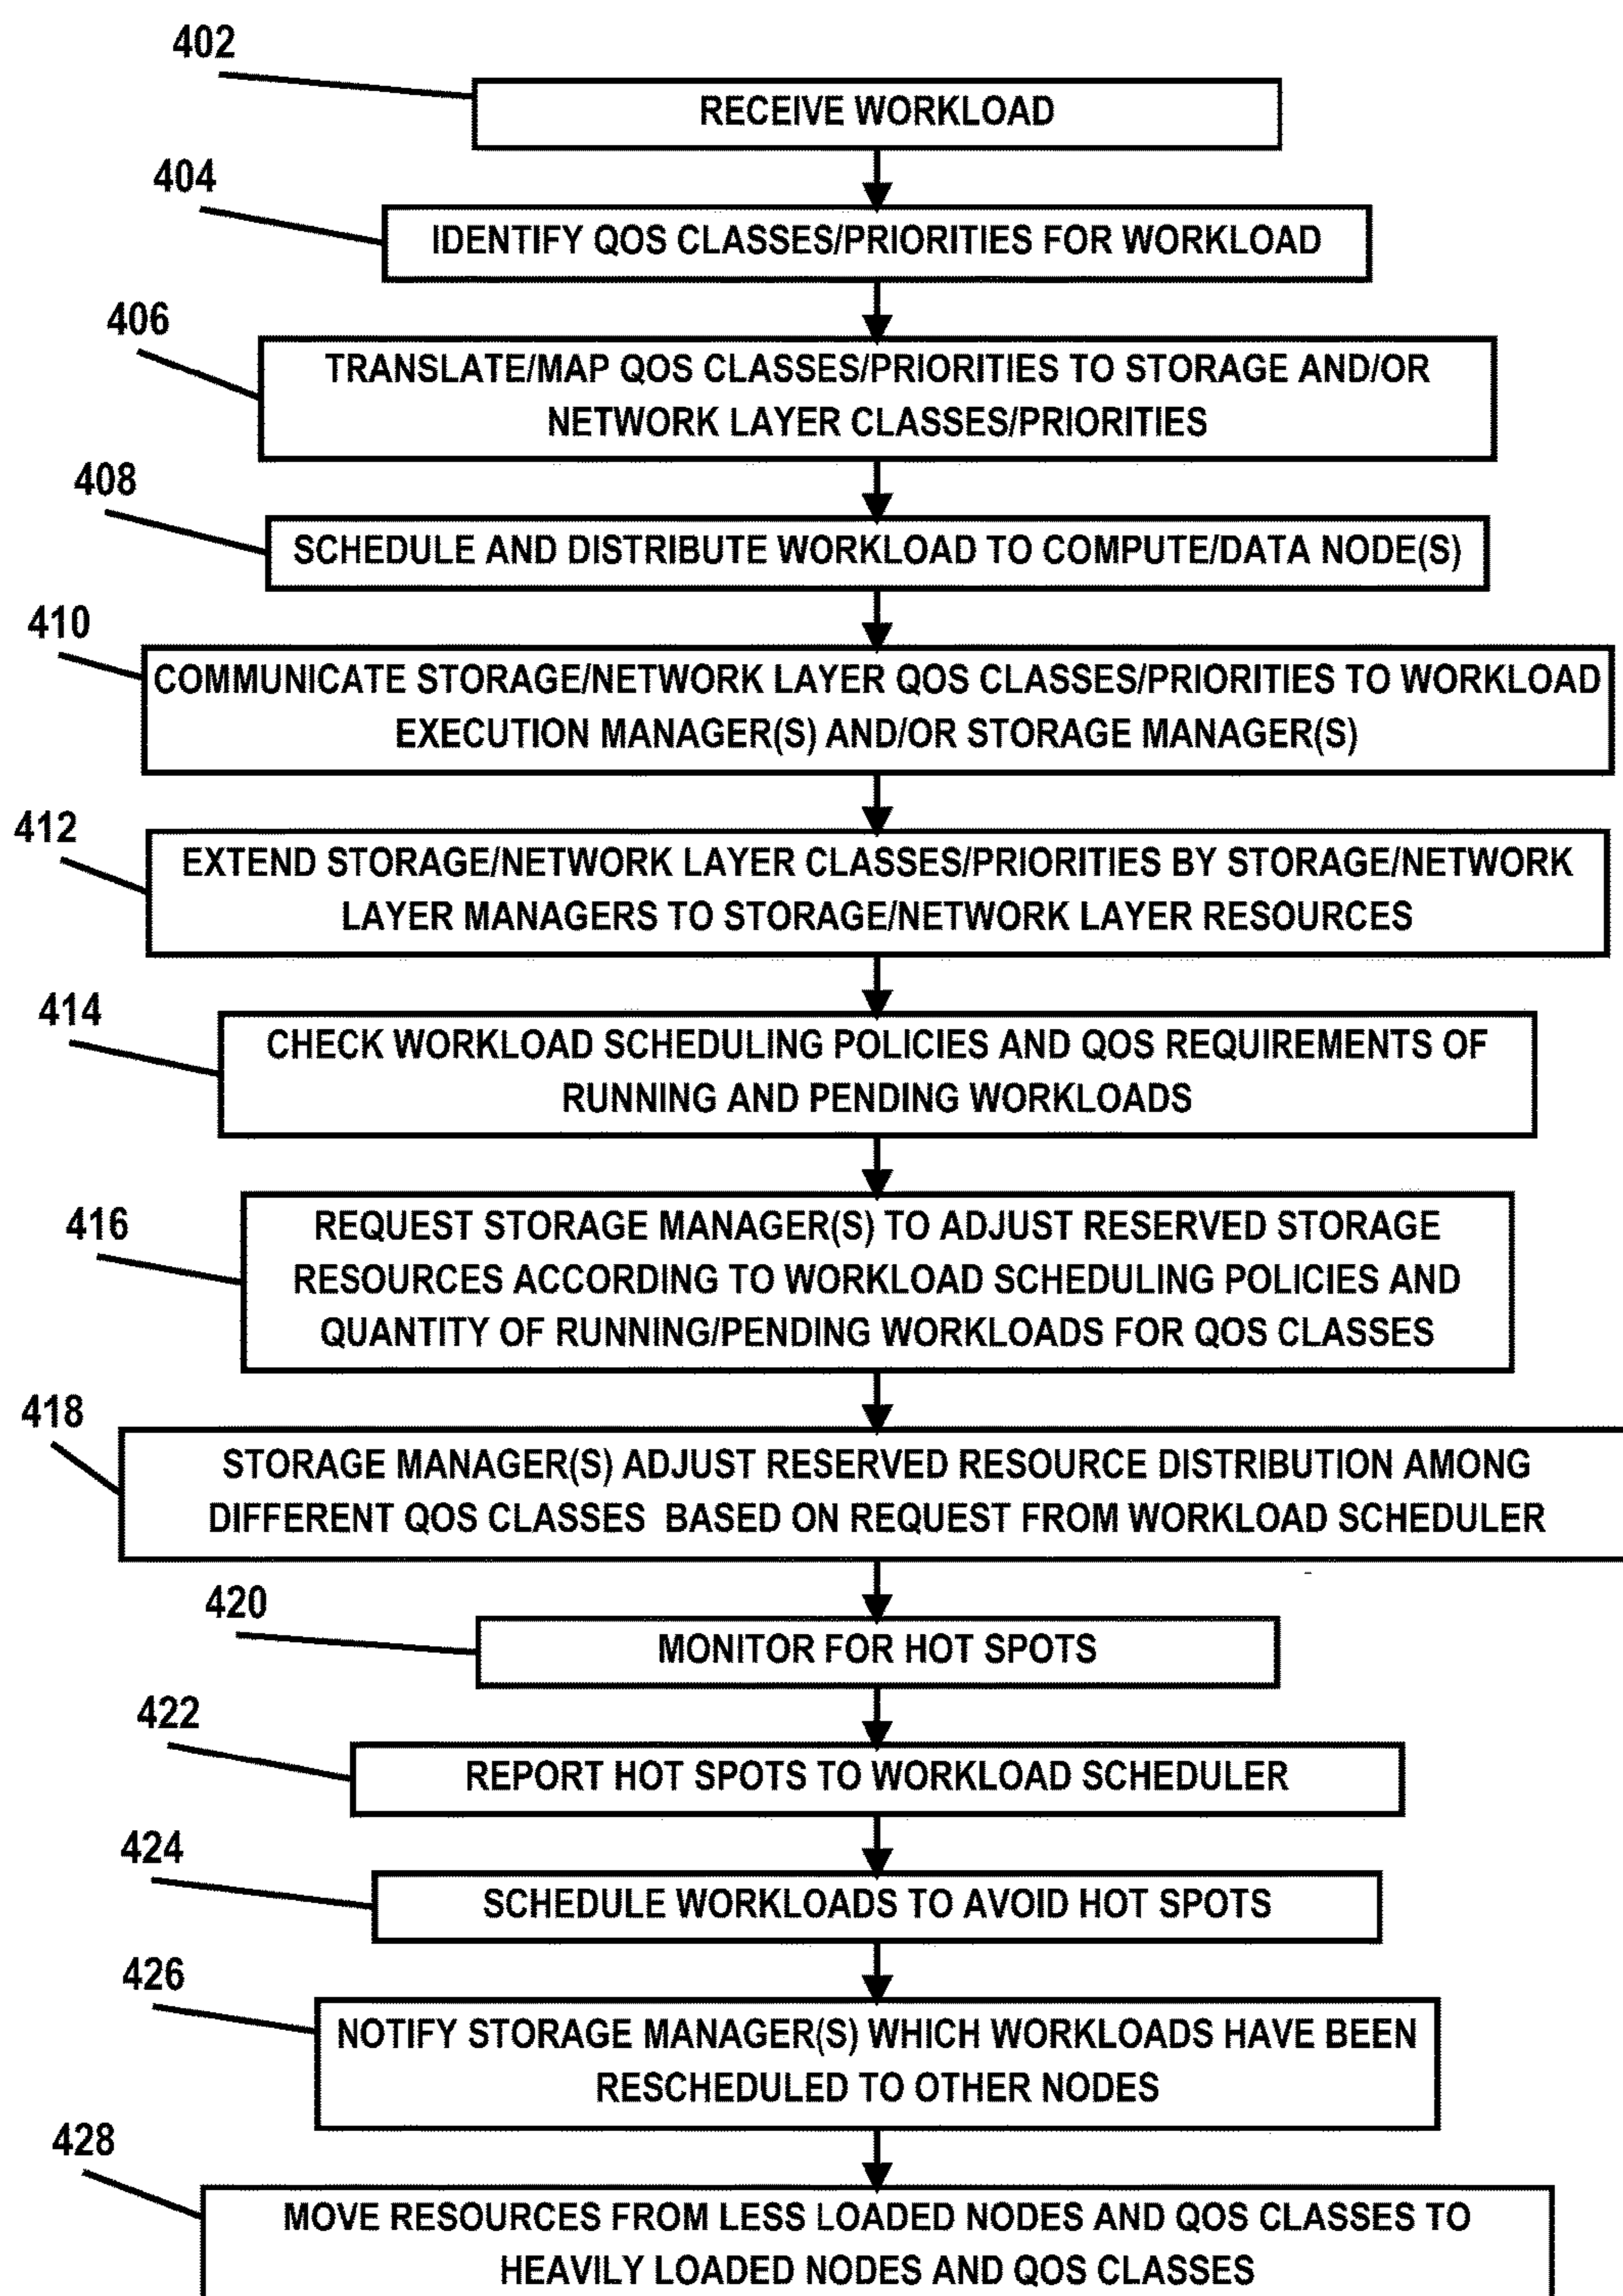 402
RECEIVE WORKLOAD
404
IDENTIFY QOS CLASSES/PRIORITIES FOR WORKLOAD
406
TRANSLATE/MAP QOS CLASSES/PRIORITIES TO STORAGE AND/OR
NETWORK LAYER CLASSES/PRIORITIES
408
SCHEDULE AND DISTRIBUTE WORKLOAD TO COMPUTE/DATA NODE(S)
410
COMMUNICATE STORAGE/NETWORK LAYER QOS CLASSES/PRIORITIES TO WORKLOAD
EXECUTION MANAGER(S) AND/OR STORAGE MANAGER(S)
412
EXTEND STORAGE/NETWORK LAYER CLASSES/PRIORITIES BY STORAGE/NETWORK
LAYER MANAGERS TO STORAGE/NETWORK LAYER RESOURCES
414
CHECK WORKLOAD SCHEDULING POLICIES AND QOS REQUIREMENTS OF
RUNNING AND PENDING WORKLOADS
416
REQUEST STORAGE MANAGER(S) TO ADJUST RESERVED STORAGE
RESOURCES ACCORDING TO WORKLOAD SCHEDULING POLICIES AND
QUANTITY OF RUNNING/PENDING WORKLOADS FOR QOS CLASSES
418
STORAGE MANAGER(S) ADJUST RESERVED RESOURCE DISTRIBUTION AMONG
DIFFERENT QOS CLASSES BASED ON REQUEST FROM WORKLOAD SCHEDULER
420
MONITOR FOR HOT SPOTS
422
REPORT HOT SPOTS TO WORKLOAD SCHEDULER
424
SCHEDULE WORKLOADS TO AVOID HOT SPOTS
426
NOTIFY STORAGE MANAGER(S) WHICH WORKLOADS HAVE BEEN
RESCHEDULED TO OTHER NODES
428
MOVE RESOURCES FROM LESS LOADED NODES AND QOS CLASSES TO
HEAVILY LOADED NODES AND QOS CLASSES